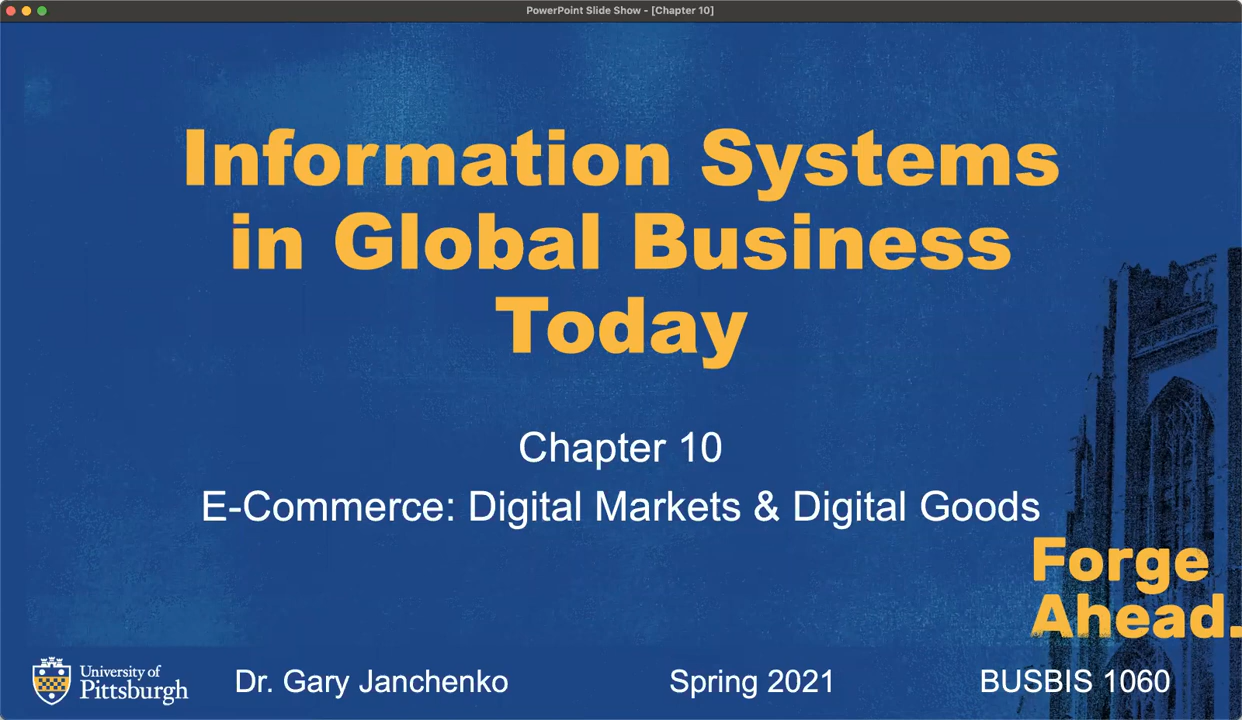 PowerPoint Slide Show - [Chapter 10]
Information Systems
in Global Business
Today
Chapter 10
E-Commerce: Digital Markets & Digital Goods
Forge
Ahead.
University of
Pittsburgh
Dr. Gary Janchenko
Spring 2021
BUSBIS 1060